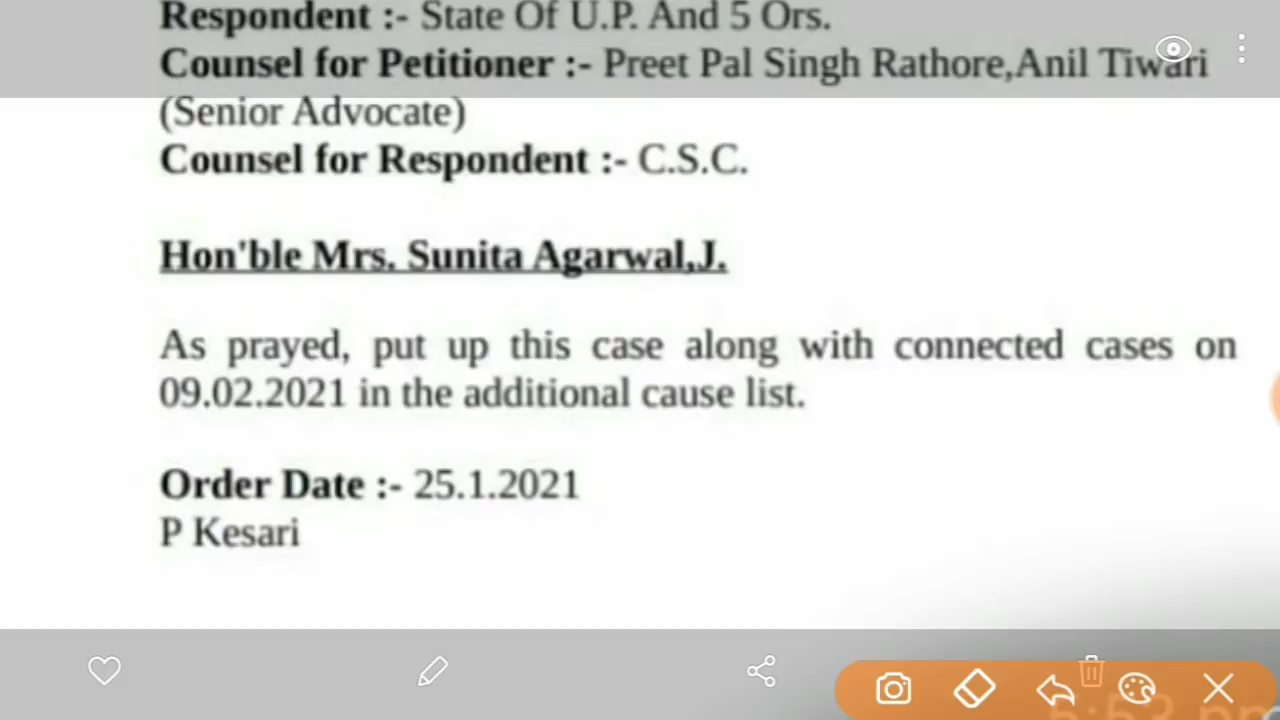 Respondent :- State Of U.P. And 5 Ors.
Counsel for Petitioner :- Preet Pal Singh Rathore,Anil Tiwari
(Senior Advocate)
Counsel for Respondent :- C.S.C.
Hon'ble Mrs. Sunita Agarwal,J.
As prayed, put up this case along with connected cases on
09.02.2021 in the additional cause list.
Order Date :- 25.1.2021
P Kesari